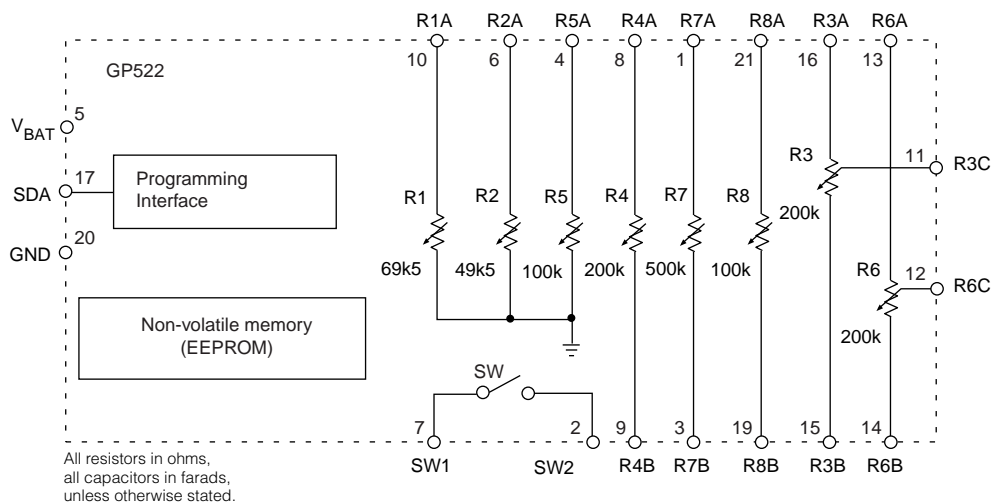 R1A R2A R5A R4A R7A R8A R3A R6A
10 6 4 8 1 21 16 13
GP522
5
V_BAT
17
SDA
Programming
Interface
20
GND
R3 11 R3C
200k
R1 R2 R5 R4 R7 R8
69k5 49k5 100k 200k 500k 100k
R6 12 R6C
200k
Non-volatile memory
(EEPROM)
SW
7 2 9 3 19 15 14
SW1 SW2 R4B R7B R8B R3B R6B
All resistors in ohms,
all capacitors in farads,
unless otherwise stated.